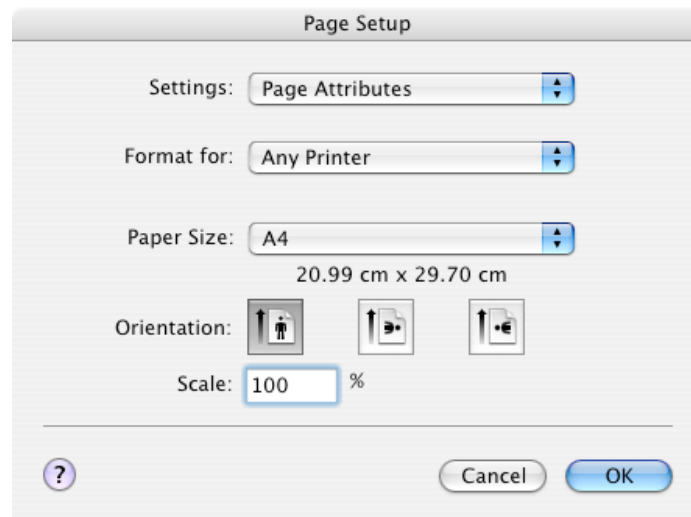 Page Setup
Settings: Page Attributes
Format for: Any Printer
Paper Size: A4
20.99 cm x 29.70 cm
Orientation:
Scale: 100 %
? Cancel OK